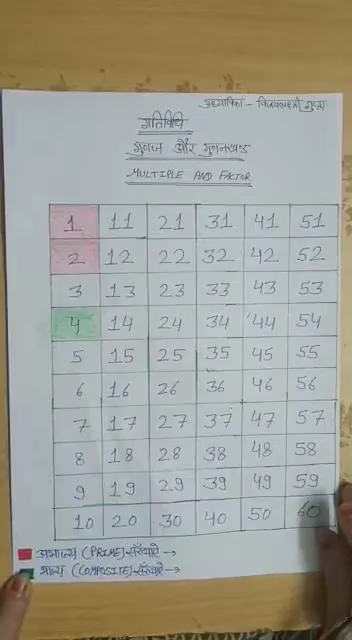 अध्यापिका - विजयलक्ष्मी गुप्ता
गतिविधि
गुणज और गुणनखण्ड
MULTIPLE AND FACTOR
1 11 21 31 41 51
2 12 22 32 42 52
3 13 23 33 43 53
4 14 24 34 44 54
5 15 25 35 45 55
6 16 26 36 46 56
7 17 27 37 47 57
8 18 28 38 48 58
9 19 29 39 49 59
10 20 30 40 50 60
अभाज्य (PRIME) संख्याएँ →
भाज्य (COMPOSITE) संख्याएँ →